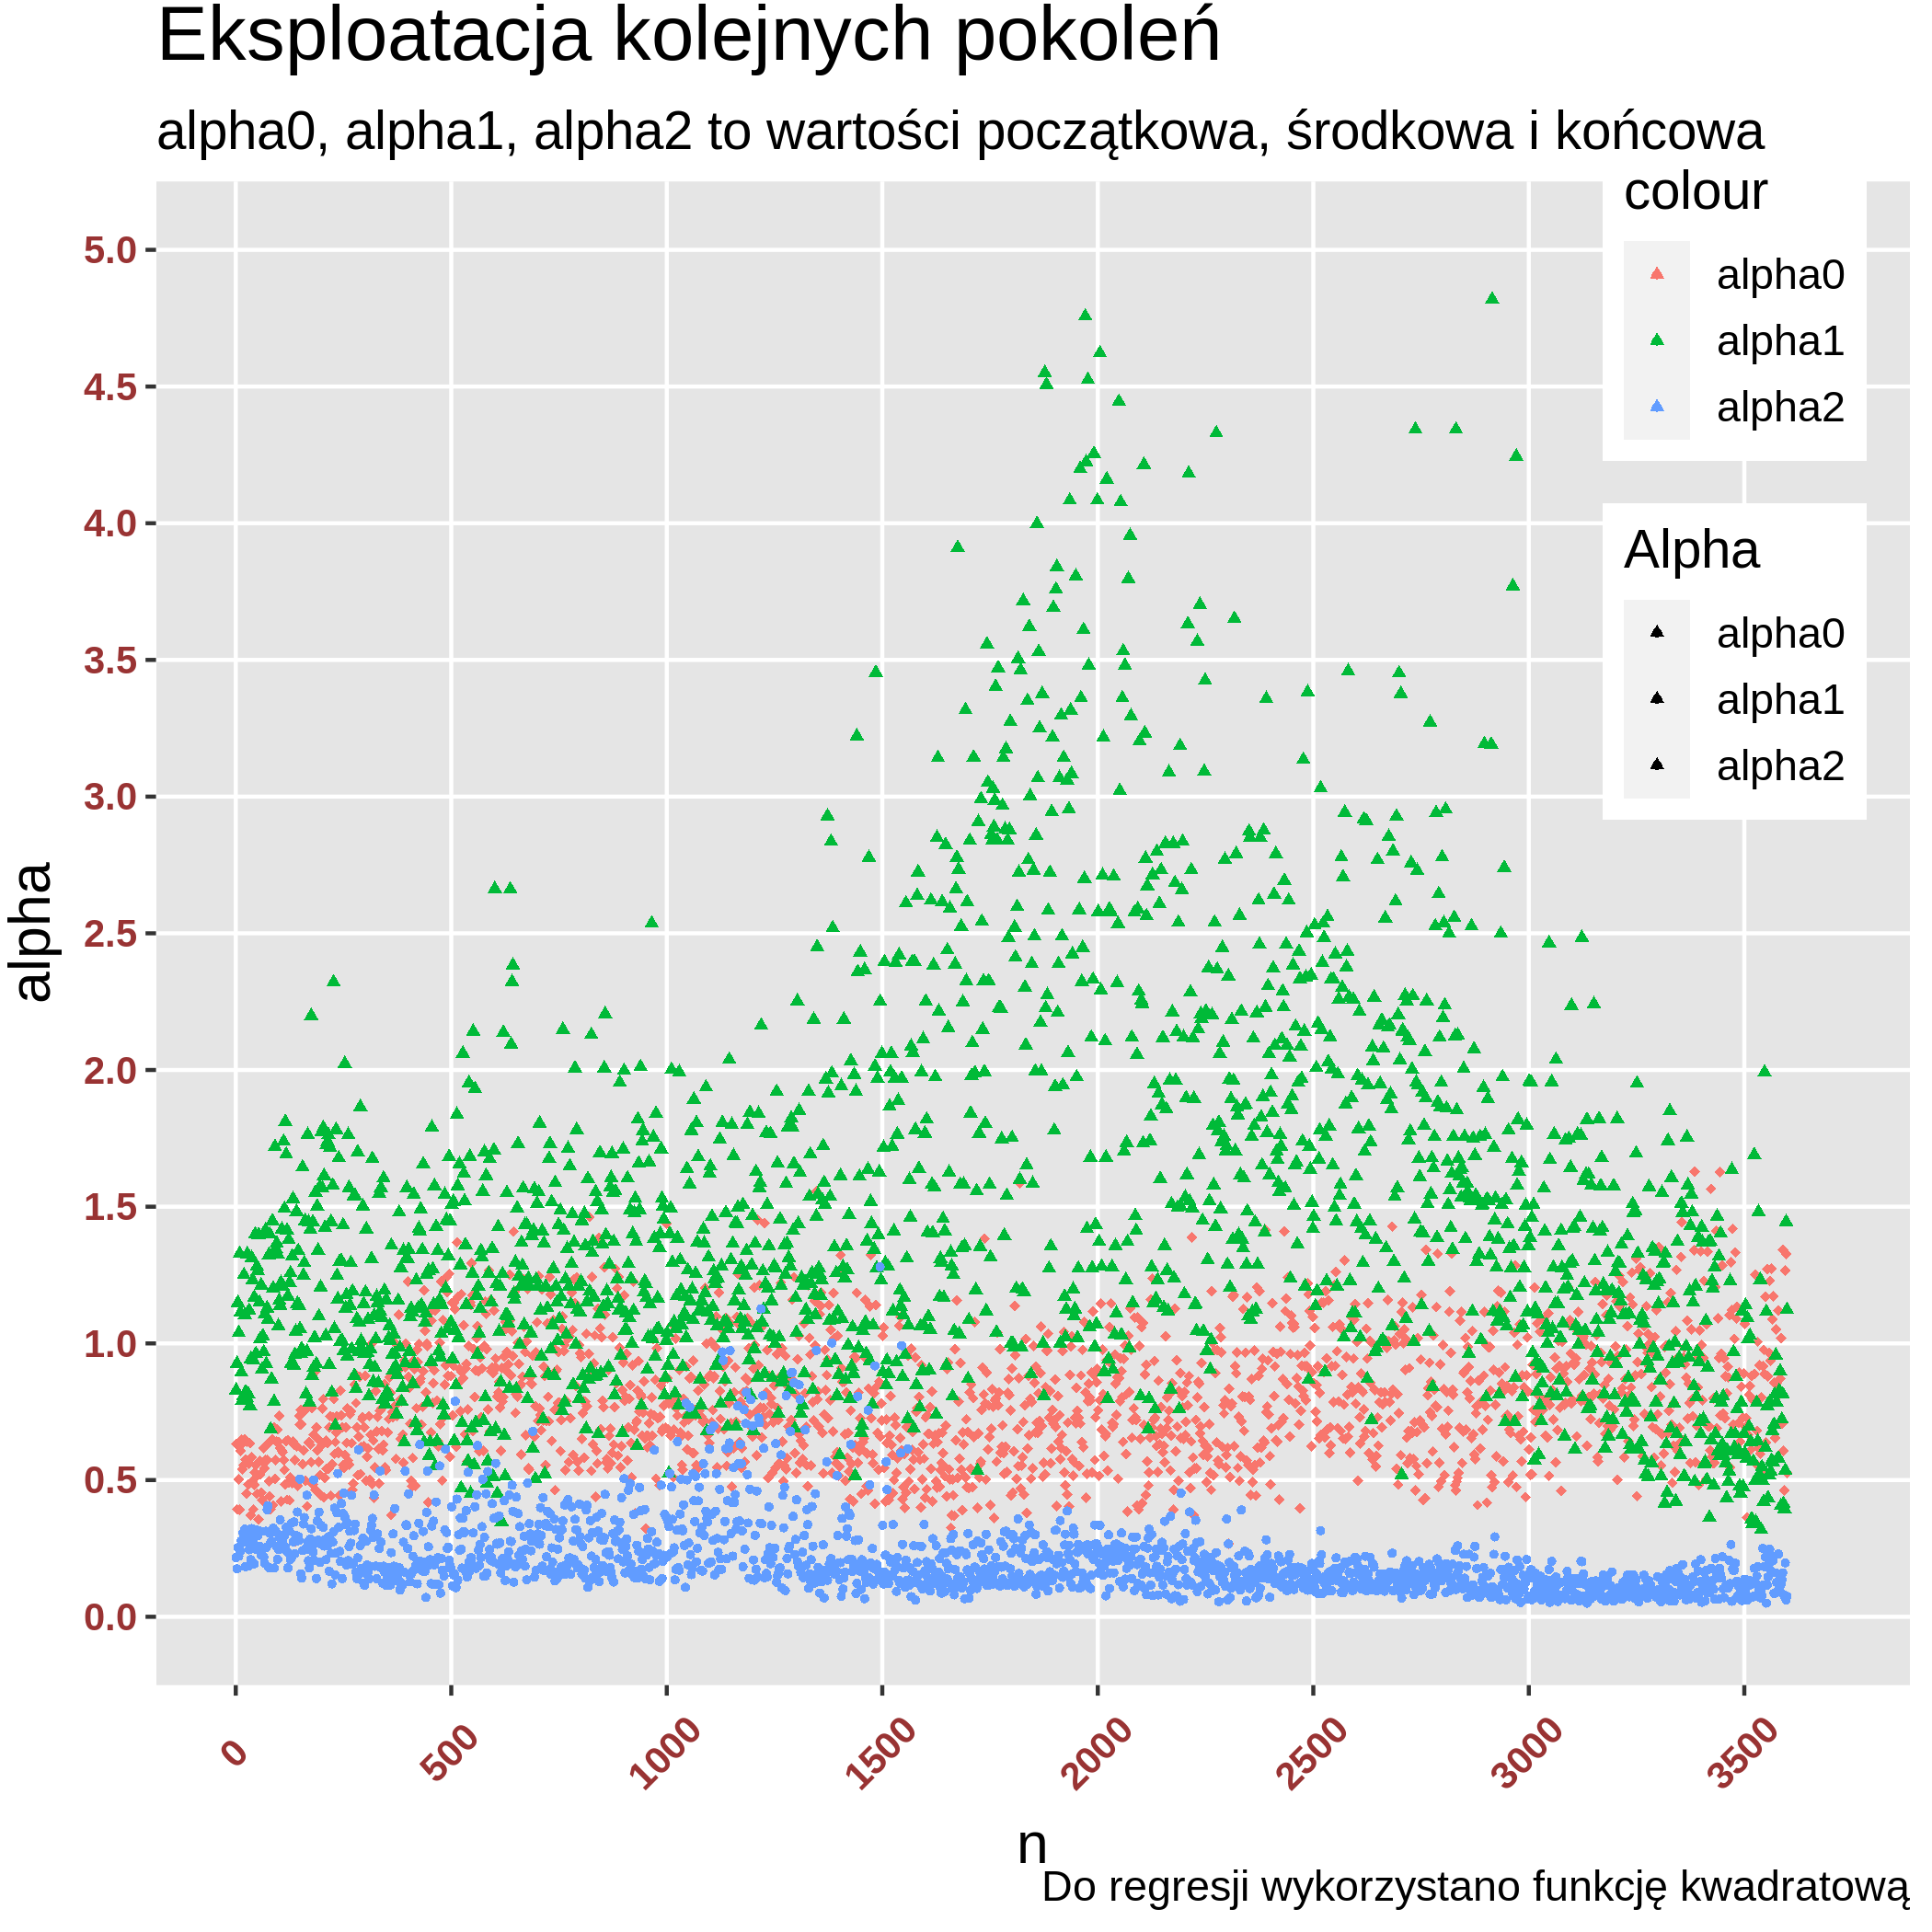 Eksploatacja kolejnych pokoleń
alpha0, alpha1, alpha2 to wartości początkowa, środkowa i końcowa
colour
alpha0
alpha1
alpha2
Alpha
alpha0
alpha1
alpha2
alpha
5.0
4.5
4.0
3.5
3.0
2.5
2.0
1.5
1.0
0.5
0.0
0
500
1000
1500
2000
2500
3000
3500
n
Do regresji wykorzystano funkcję kwadratową